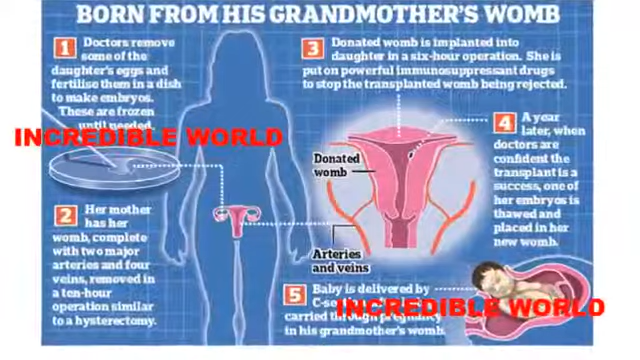 BORN FROM HIS GRANDMOTHER'S WOMB
1 Doctors remove
some of the
daughter's eggs and
fertilise them in a dish
to make embryos.
These are frozen
until needed
INCREDIBLE WORLD
2 Her mother
has her
womb, complete
with two major
arteries and four
veins, removed in
a ten-hour
operation similar
to a hysterectomy.
3 Donated womb is implanted into
daughter in a six-hour operation. She is
put on powerful immunosuppressant drugs
to stop the transplanted womb being rejected.
Donated
womb
Arteries
and veins
4 A year
later, when
doctors are
confident the
transplant is a
success, one of
her embryos is
thawed and
placed in her
new womb.
5 Baby is delivered by
INCREDIBLE WORLD
carried through pregnancy
in his grandmother's womb.